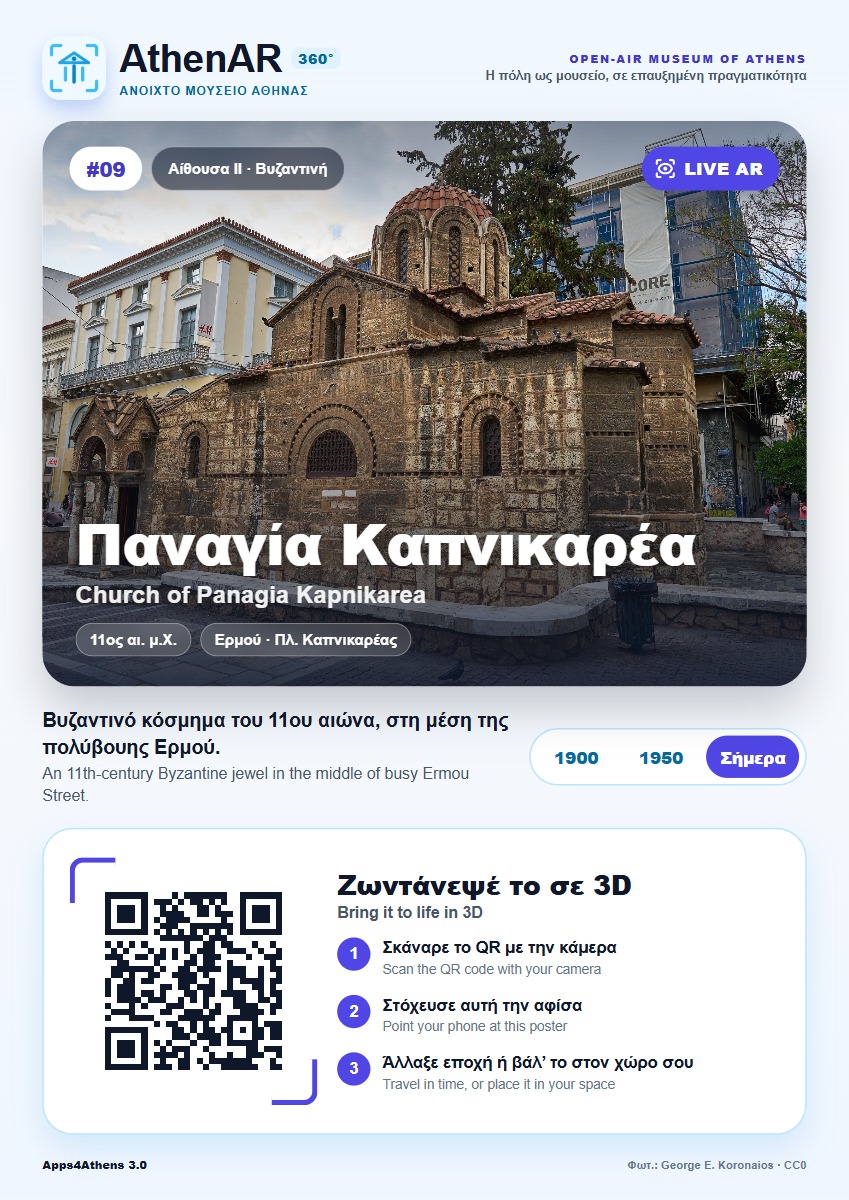 AthenAR 360°
ΑΝΟΙΧΤΟ ΜΟΥΣΕΙΟ ΑΘΗΝΑΣ
OPEN-AIR MUSEUM OF ATHENS
Η πόλη ως μουσείο, σε επαυξημένη πραγματικότητα
#09
Αίθουσα II · Βυζαντινή
LIVE AR
CORE
H&M
H&M
Παναγία Καπνικαρέα
Church of Panagia Kapnikarea
11ος αι. μ.Χ.
Ερμού · Πλ. Καπνικαρέας
Βυζαντινό κόσμημα του 11ου αιώνα, στη μέση της
πολύβουης Ερμού.
An 11th-century Byzantine jewel in the middle of busy Ermou
Street.
1900 1950 Σήμερα
Ζωντάνεψέ το σε 3D
Bring it to life in 3D
1 Σκάναρε το QR με την κάμερα
Scan the QR code with your camera
2 Στόχευσε αυτή την αφίσα
Point your phone at this poster
3 Άλλαξε εποχή ή βάλ’ το στον χώρο σου
Travel in time, or place it in your space
Apps4Athens 3.0
Φωτ.: George E. Koronaios · CC0